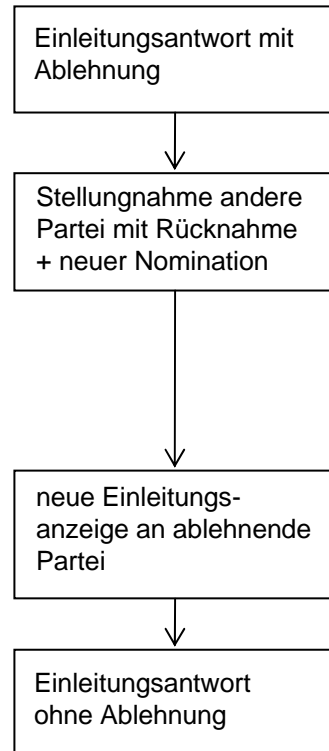 Einleitungsantwort mit
Ablehnung
Stellungnahme andere
Partei mit Rücknahme
+ neuer Nomination
neue Einleitungs-
anzeige an ablehnende
Partei
Einleitungsantwort
ohne Ablehnung